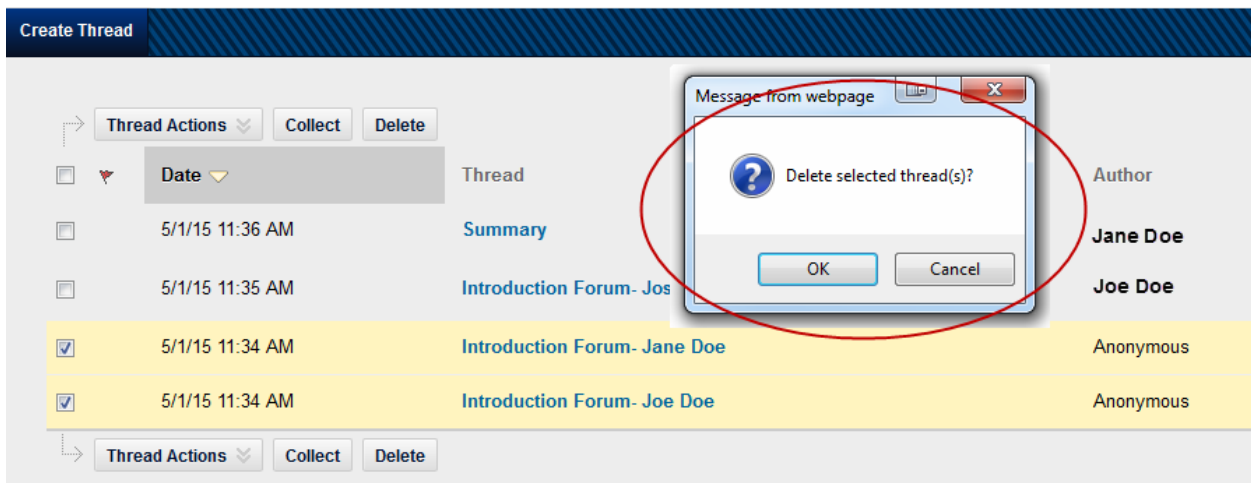 Create Thread
Message from webpage
Thread Actions Collect Delete
Delete selected thread(s)?
Date Thread Author
5/1/15 11:36 AM Summary Jane Doe
OK Cancel
5/1/15 11:35 AM Introduction Forum- Jos Joe Doe
5/1/15 11:34 AM Introduction Forum- Jane Doe Anonymous
5/1/15 11:34 AM Introduction Forum- Joe Doe Anonymous
Thread Actions Collect Delete